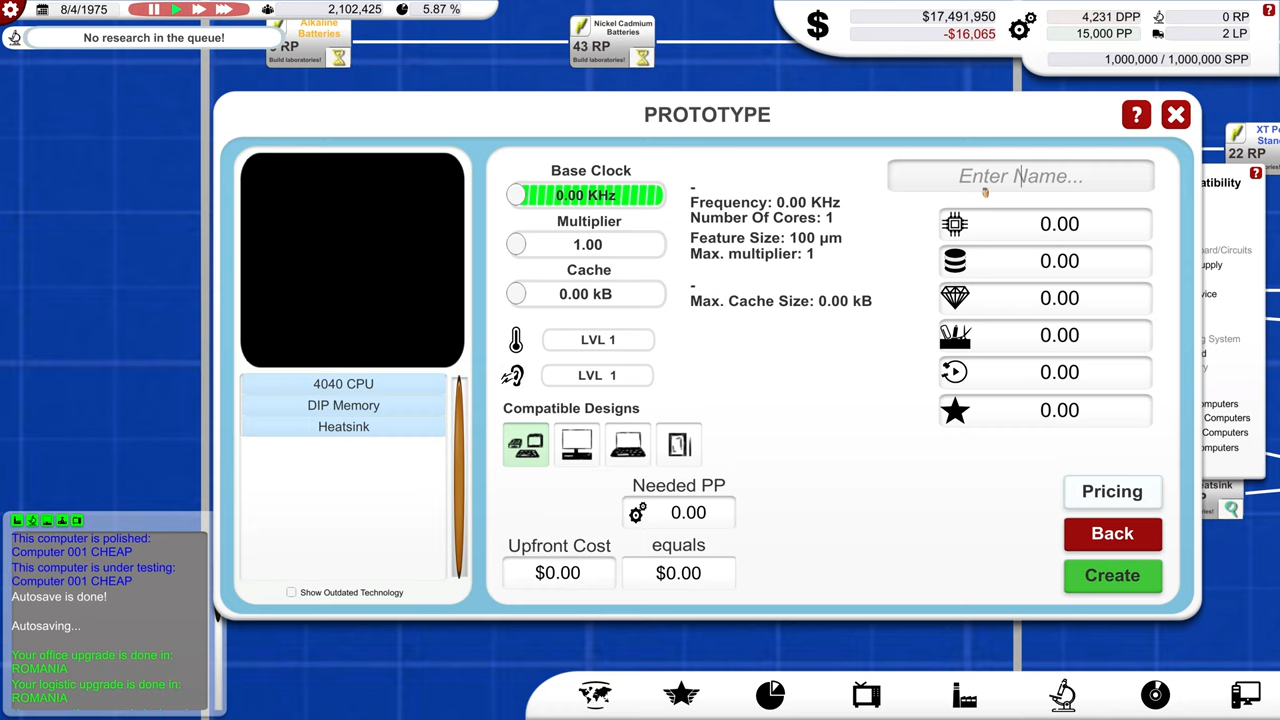 8/4/1975
2,102,425
5.87 %
No research in the queue!
Alkaline
Batteries
RP
Build laboratories!
Nickel Cadmium
Batteries
43 RP
Build laboratories!
$17,491,950
-$16,065
4,231 DPP
0 RP
15,000 PP
2 LP
1,000,000 / 1,000,000 SPP
?
PROTOTYPE
?
Base Clock
0.00 KHz
Multiplier
1.00
Cache
0.00 kB
LVL 1
LVL 1
-
Frequency: 0.00 KHz
Number Of Cores: 1
Feature Size: 100 µm
Max. multiplier: 1
-
Max. Cache Size: 0.00 kB
Enter Name...
0.00
0.00
0.00
0.00
0.00
0.00
4040 CPU
DIP Memory
Heatsink
Show Outdated Technology
Compatible Designs
Needed PP
0.00
Upfront Cost
equals
$0.00
$0.00
Pricing
Back
Create
22 RP
?
This computer is polished:
Computer 001 CHEAP
This computer is under testing:
Computer 001 CHEAP
Autosave is done!
Autosaving...
Your office upgrade is done in:
ROMANIA
Your logistic upgrade is done in:
ROMANIA